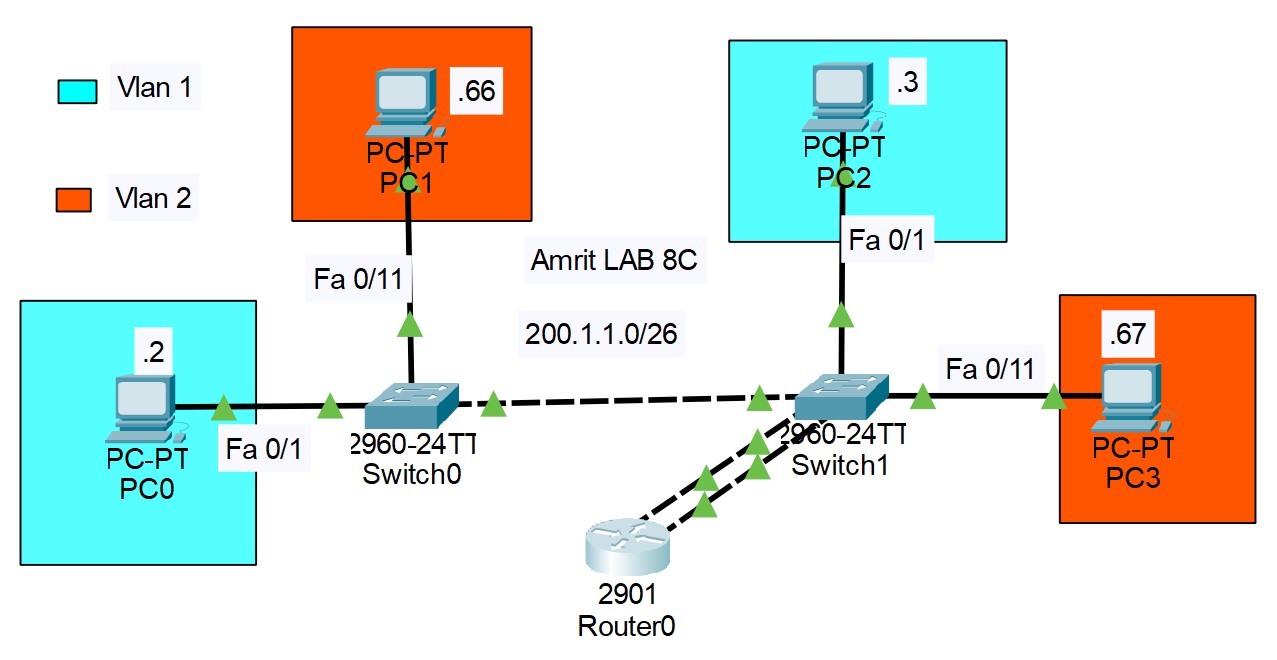 Vlan 1
Vlan 2
.66
PC-PT
PC1
Fa 0/11
.3
PC-PT
PC2
Fa 0/1
Amrit LAB 8C
200.1.1.0/26
.2
PC-PT
PC0
Fa 0/1
2960-24TT
Switch0
2960-24TT
Switch1
Fa 0/11
.67
PC-PT
PC3
2901
Router0